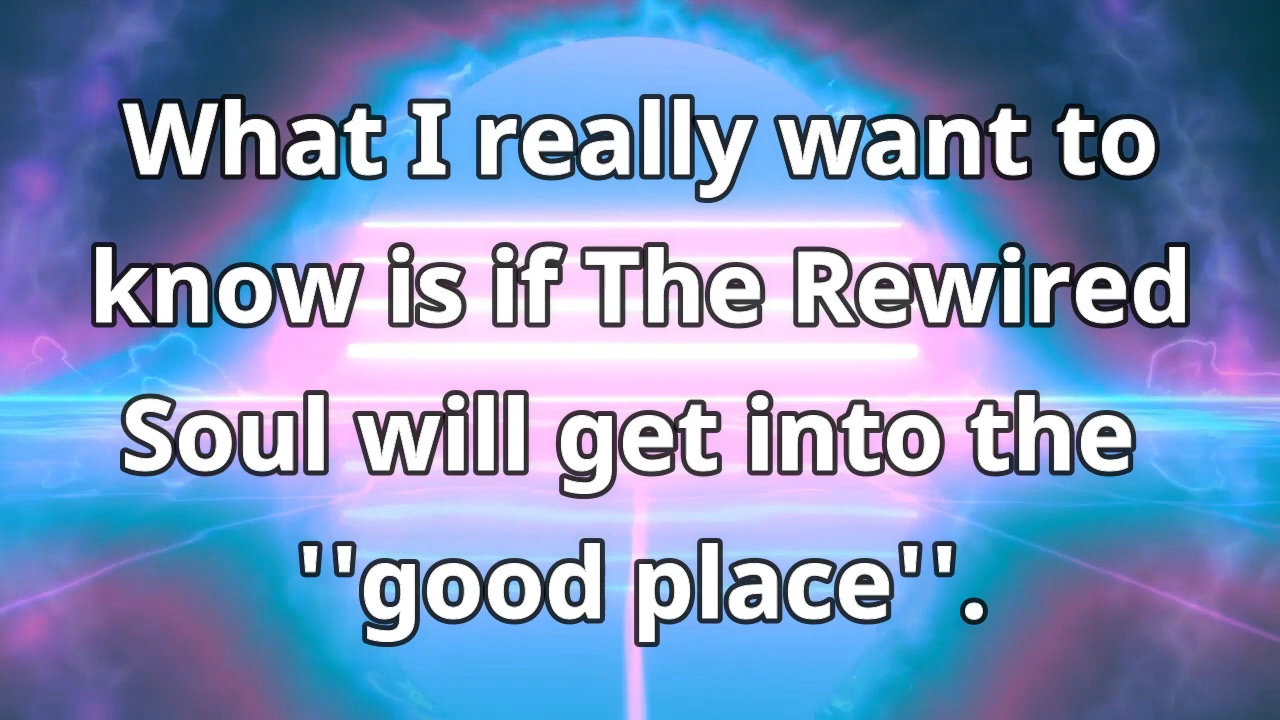 What I really want to
know is if The Rewired
Soul will get into the
''good place''.